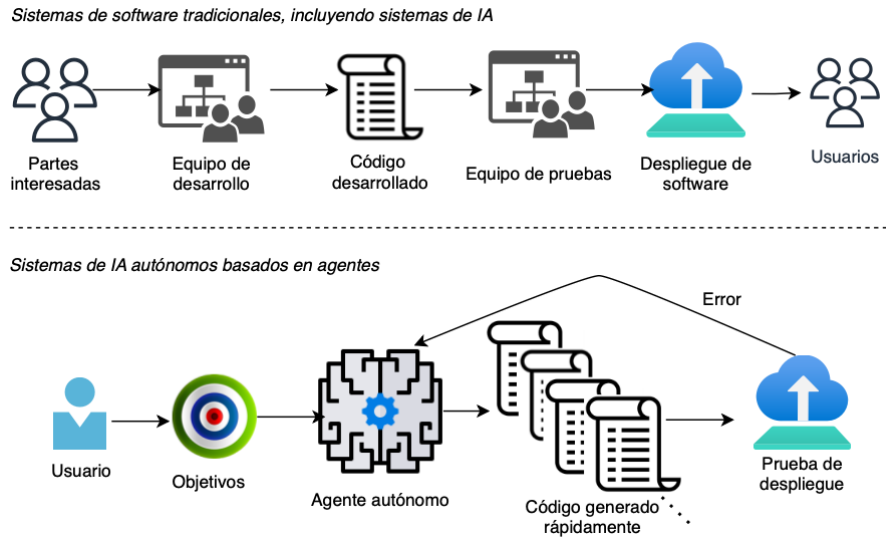 Sistemas de software tradicionales, incluyendo sistemas de IA
Partes
interesadas
Equipo de
desarrollo
Código
desarrollado
Equipo de pruebas
Despliegue de
software
Usuarios
Sistemas de IA autónomos basados en agentes
Error
Usuario
Objetivos
Agente autónomo
Código generado
rápidamente
Prueba de
despliegue